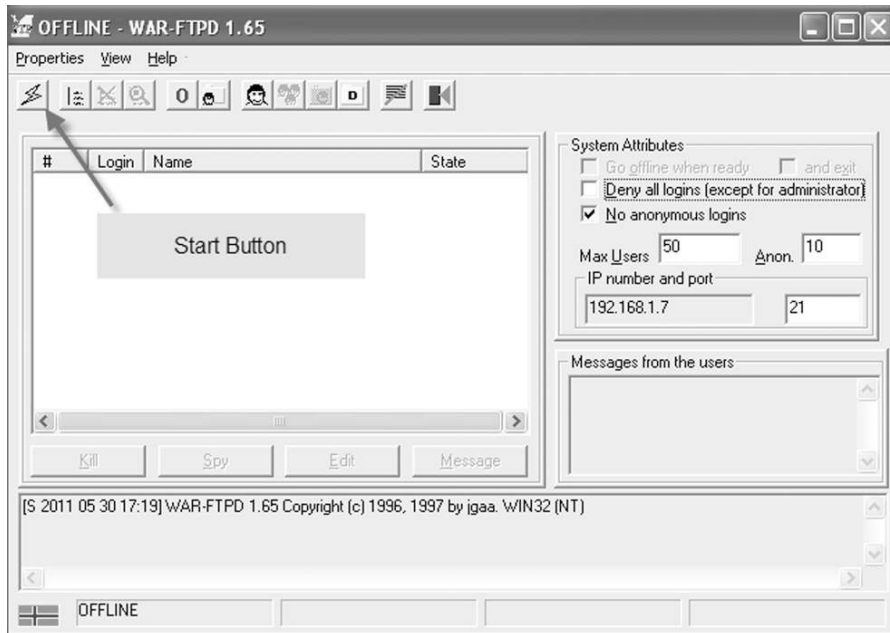 OFFLINE - WAR-FTPD 1.65
Properties View Help
O D
# Login Name State
Start Button
Kill Spy Edit Message
System Attributes
Go offline when ready and exit
Deny all logins (except for administrator)
No anonymous logins
Max Users 50 Anon. 10
IP number and port
192.168.1.7 21
Messages from the users
[S 2011 05 30 17:19] WAR-FTPD 1.65 Copyright (c) 1996, 1997 by jgaa. WIN32 (NT)
OFFLINE